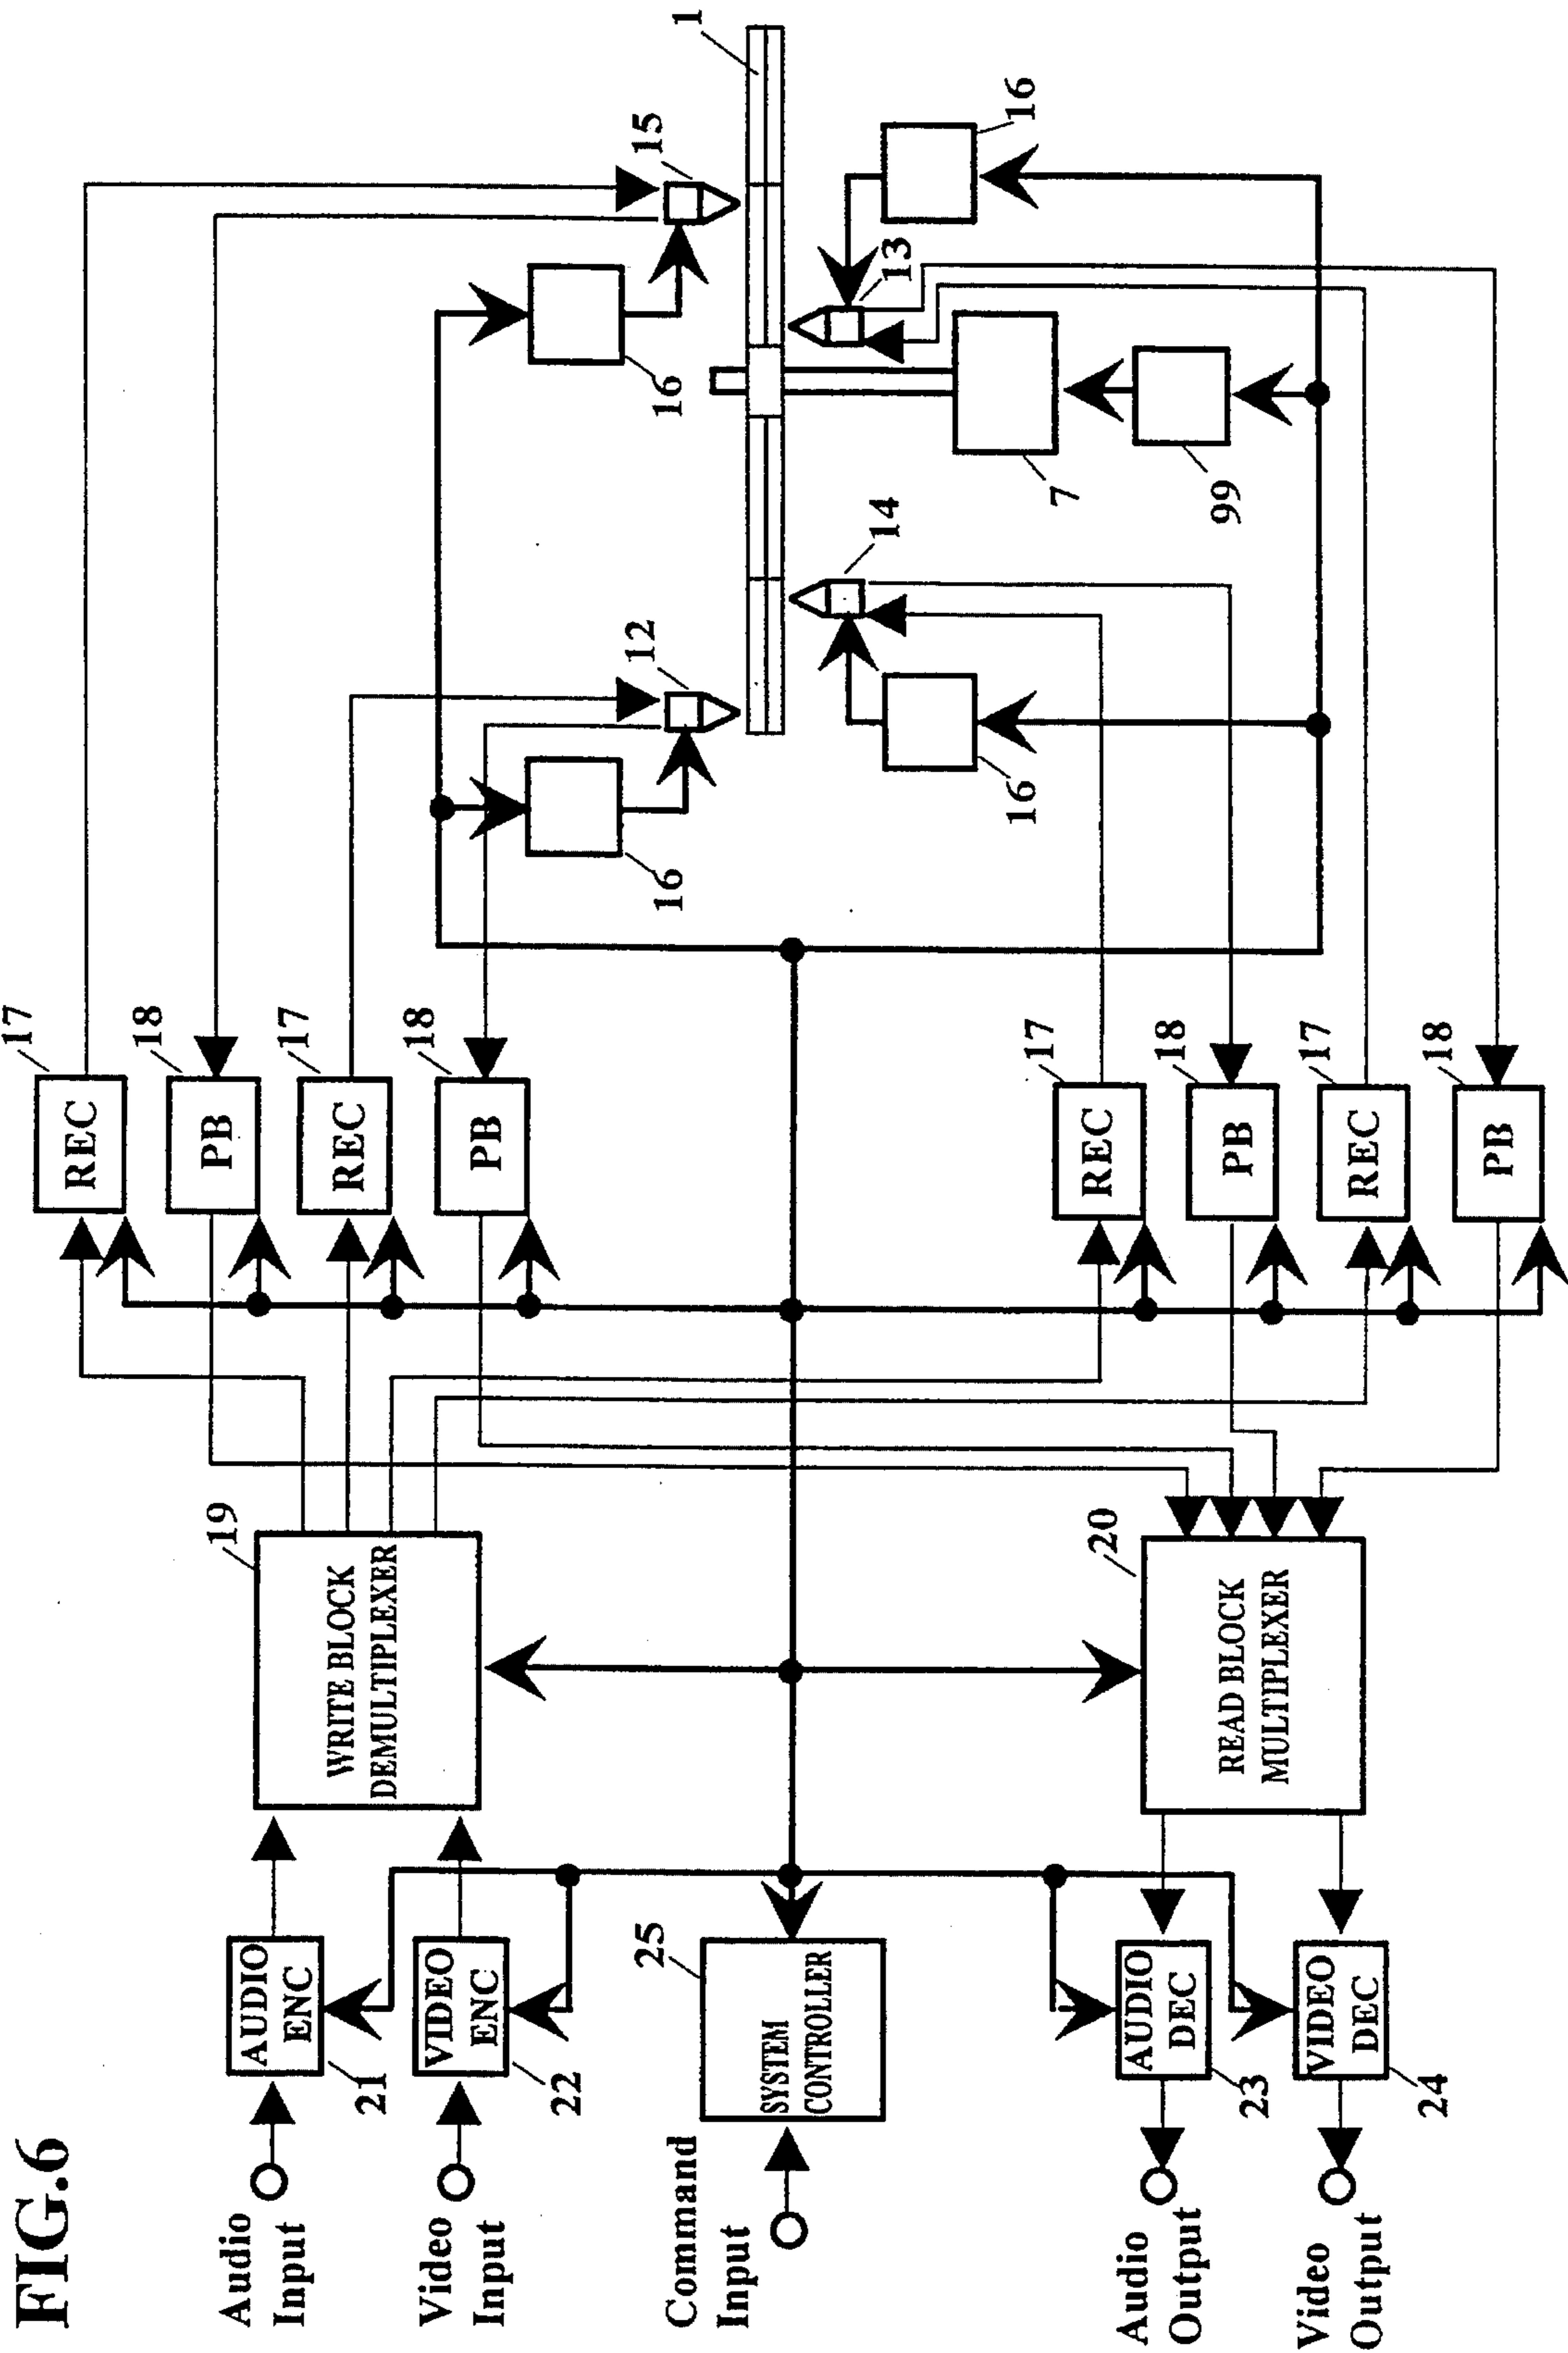 FIG.6
Audio
Input
Video
Input
Command
Input
Audio
Output
Video
Output
AUDIO
ENC
21
VIDEO
ENC
22
25
SYSTEM
CONTROLLER
AUDIO
DEC
23
VIDEO
DEC
24
19
WRITE BLOCK
DEMULTIPLEXER
20
READ BLOCK
MULTIPLEXER
17
REC
18
PB
17
REC
18
PB
17
REC
18
PB
17
REC
18
PB
16
12
16
15
1
16
14
7
99
13
16